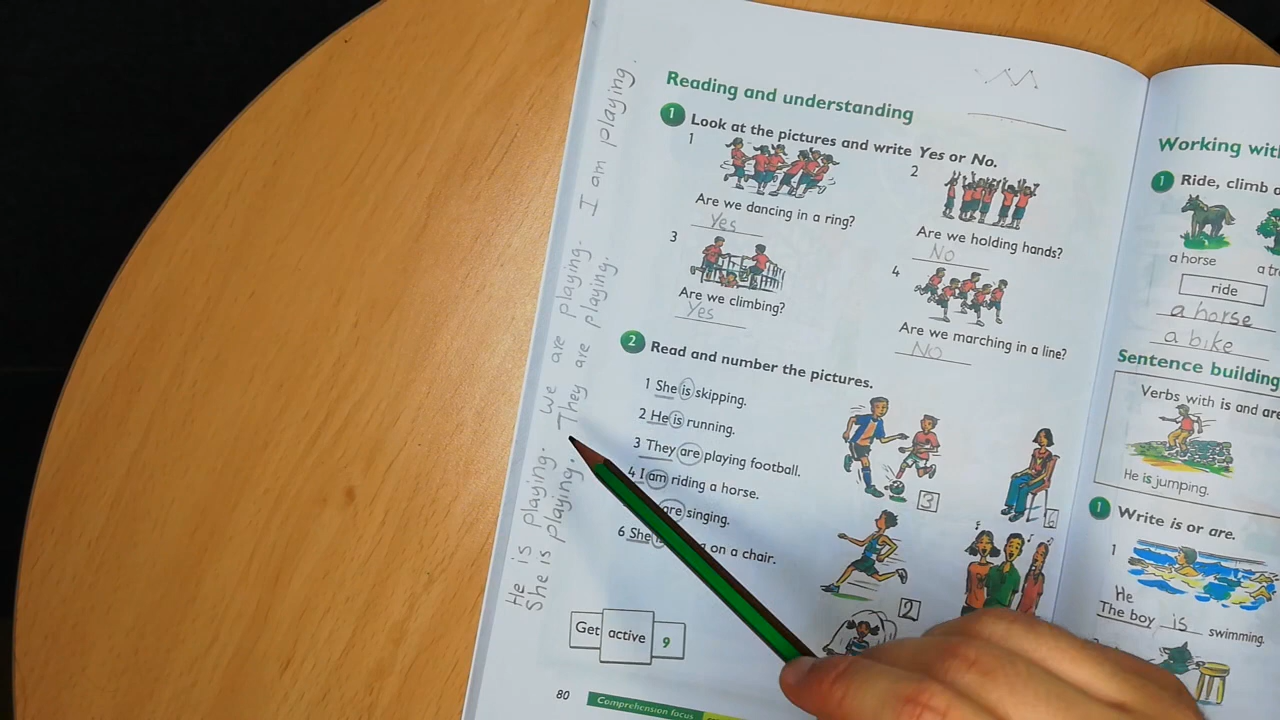 He is playing. We are playing. I am playing.
She is playing. They are playing.
Reading and understanding
1 Look at the pictures and write Yes or No.
1
Are we dancing in a ring?
Yes
2
Are we holding hands?
No
3
Are we climbing?
Yes
4
Are we marching in a line?
No
2 Read and number the pictures.
1 She is skipping.
2 He is running.
3 They are playing football.
4 I am riding a horse.
are singing.
6 She on a chair.
3
6
2
Get active 9
80
Comprehension focus
Working
1 Ride, climb
a horse
a
ride
a horse
a bike
Sentence building
Verbs with is and are
He is jumping.
1 Write is or are.
1
He
The boy is swimming.